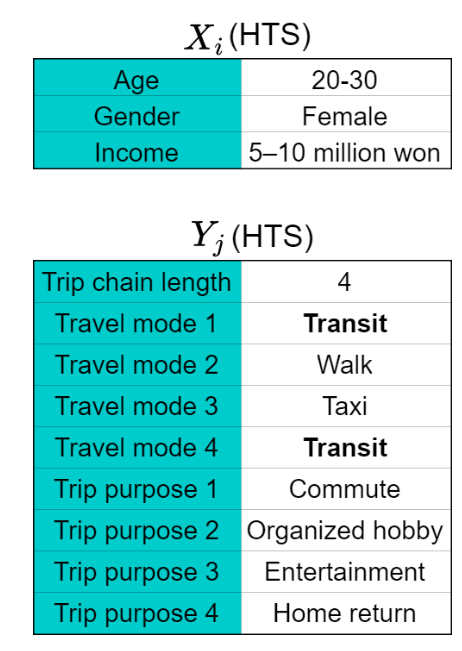 Xi (HTS)
Age 20-30
Gender Female
Income 5–10 million won
Yj (HTS)
Trip chain length 4
Travel mode 1 Transit
Travel mode 2 Walk
Travel mode 3 Taxi
Travel mode 4 Transit
Trip purpose 1 Commute
Trip purpose 2 Organized hobby
Trip purpose 3 Entertainment
Trip purpose 4 Home return